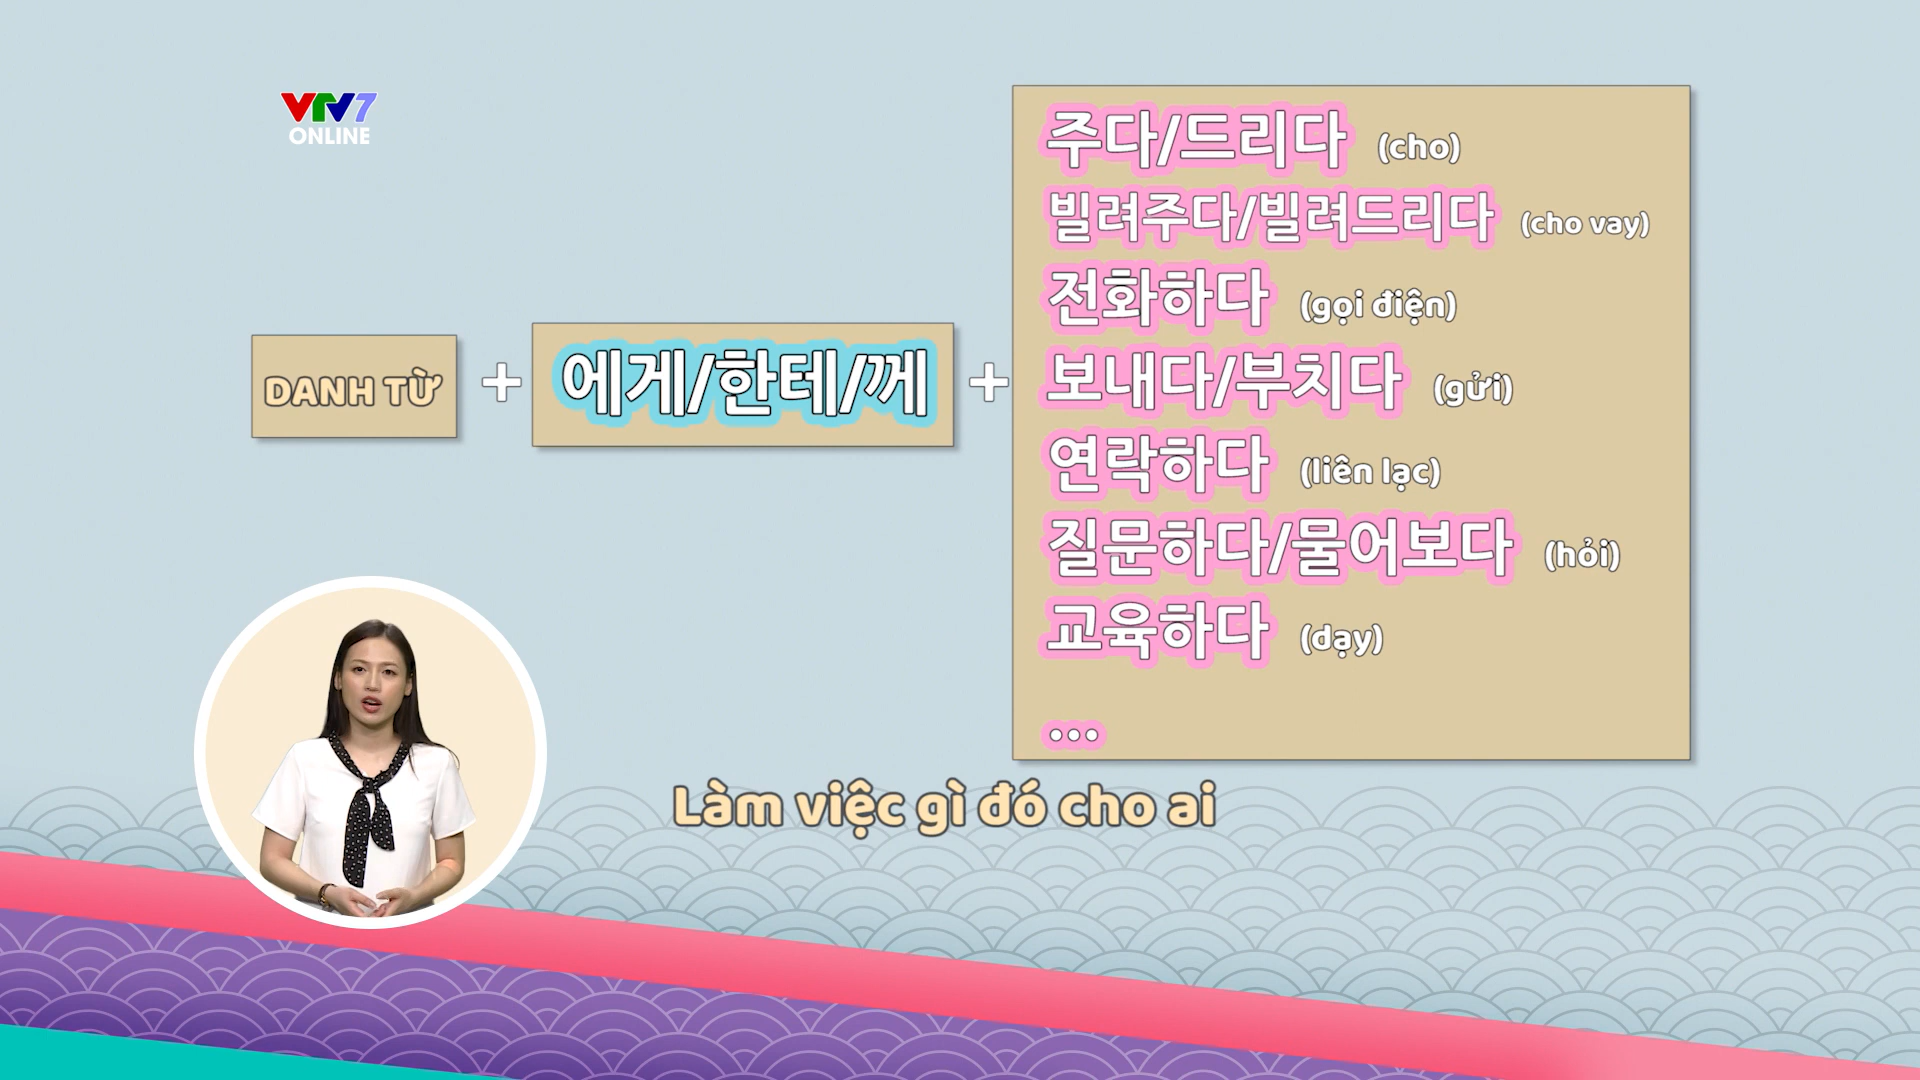 VTV7
ONLINE
DANH TỪ + 에게/한테/께 +
주다/드리다 (cho)
빌려주다/빌려드리다 (cho vay)
전화하다 (gọi điện)
보내다/부치다 (gửi)
연락하다 (liên lạc)
질문하다/물어보다 (hỏi)
교육하다 (dạy)
...
Làm việc gì đó cho ai